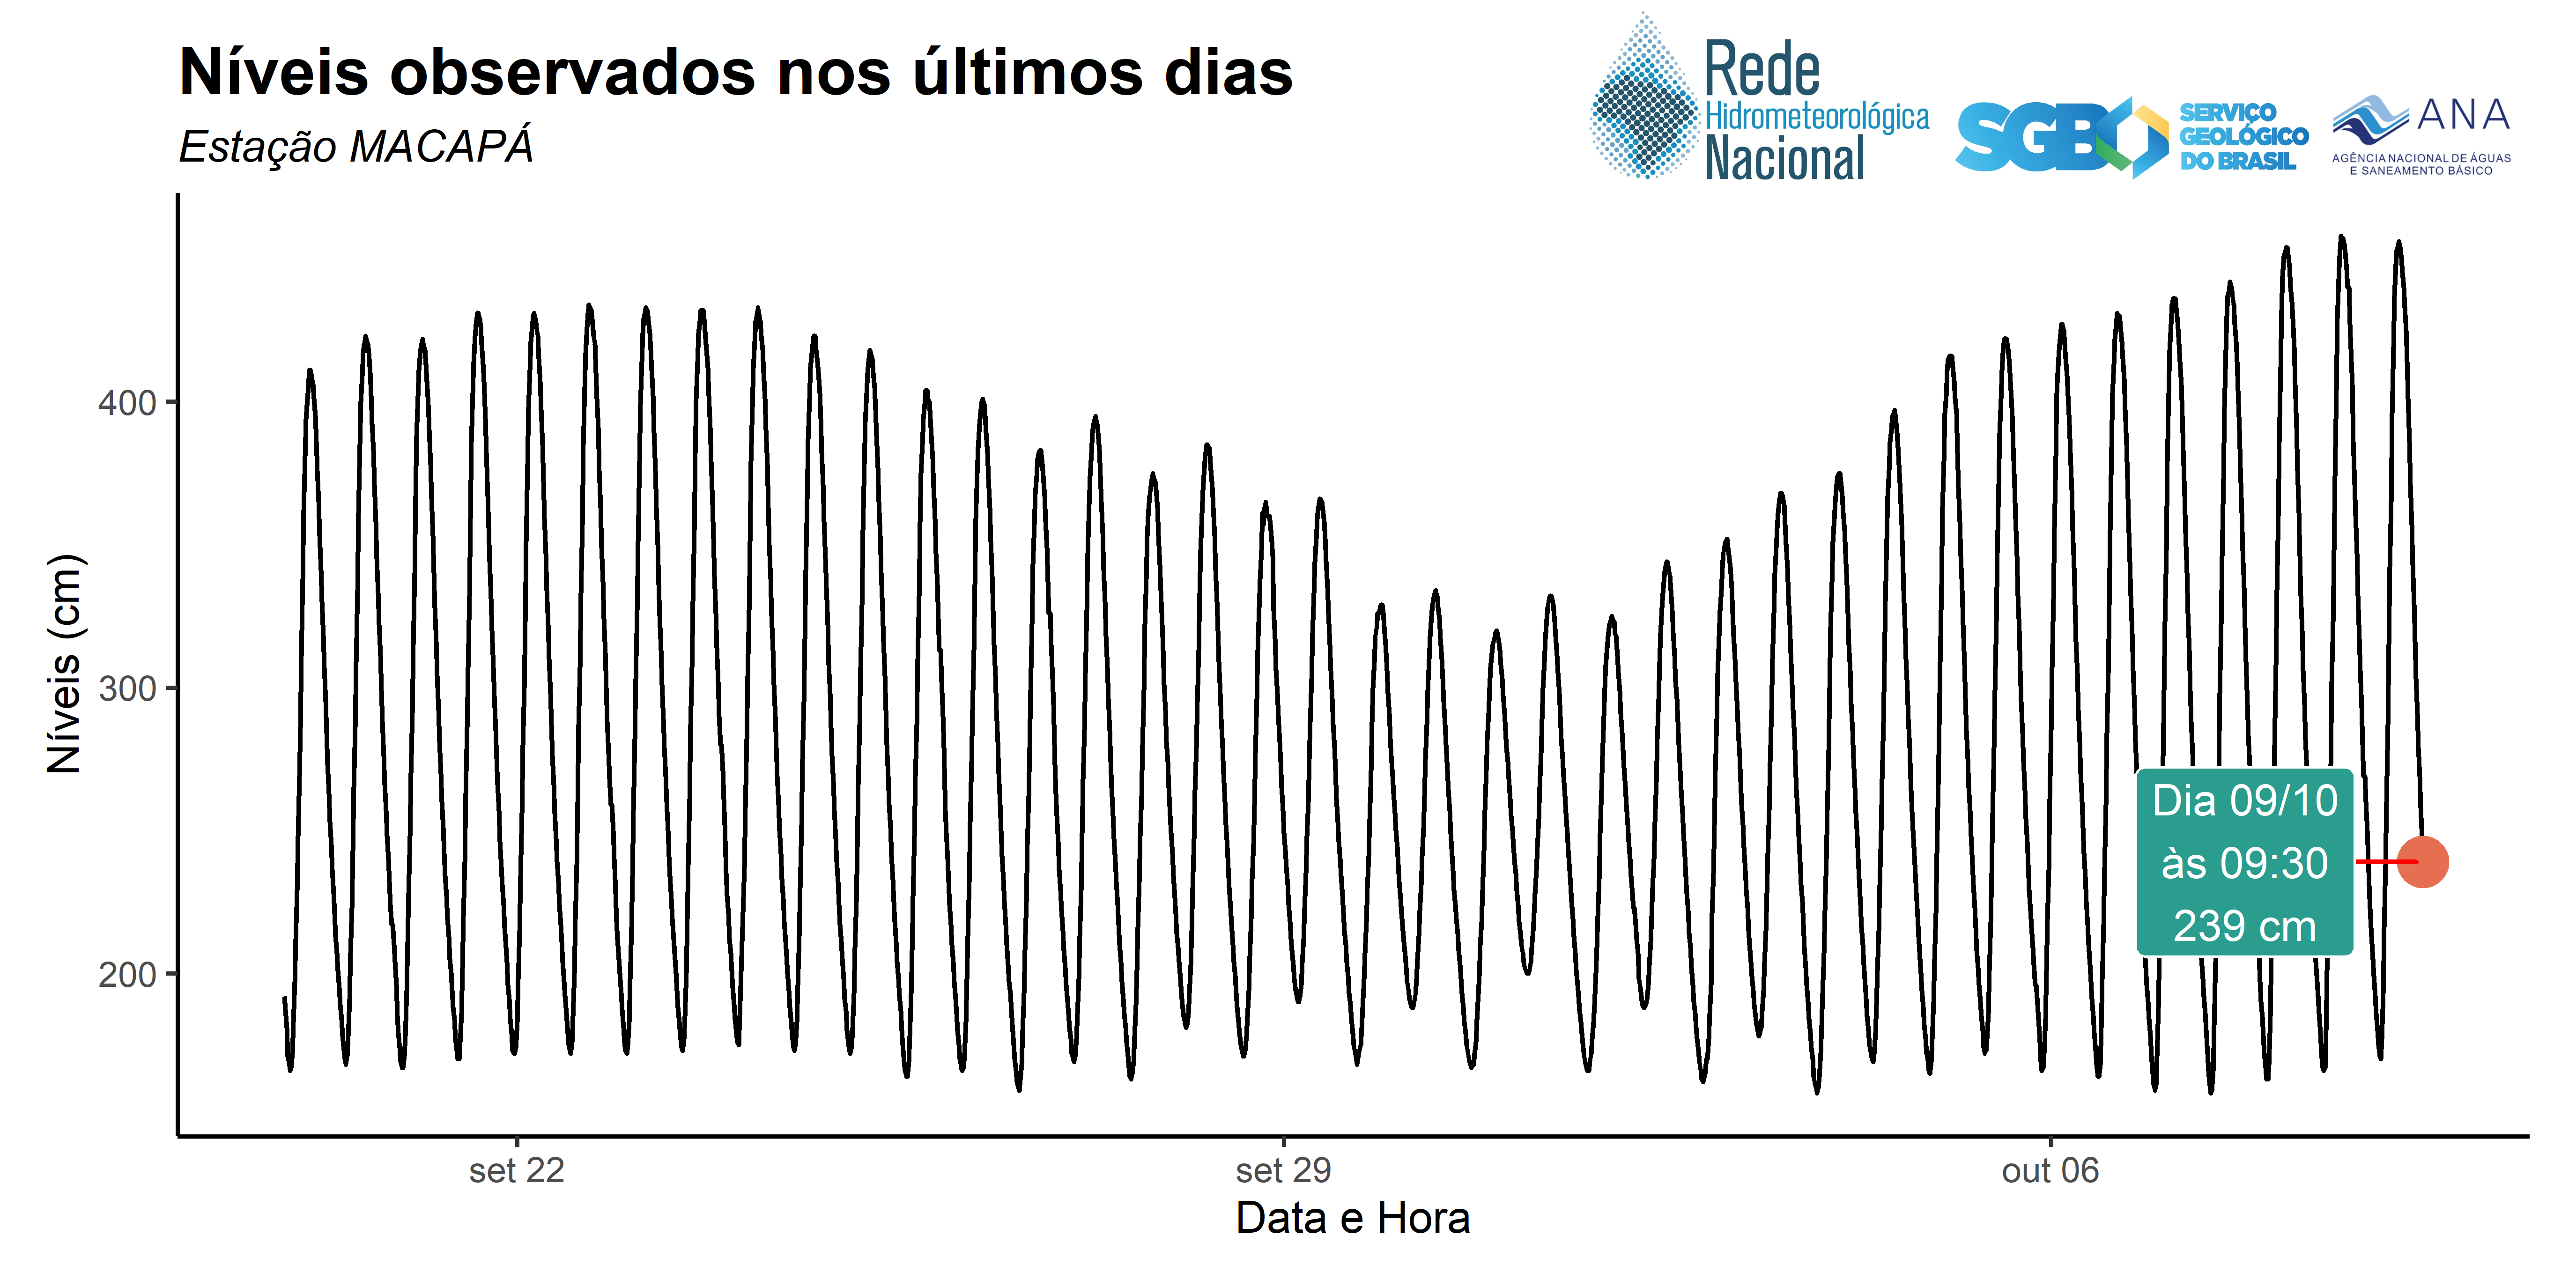 Níveis observados nos últimos dias
Estação MACAPÁ
Rede
Hidrometeorológica
Nacional
SGB
SERVIÇO
GEOLÓGICO
DO BRASIL
ANA
AGÊNCIA NACIONAL DE ÁGUAS
E SANEAMENTO BÁSICO
Níveis (cm)
400
300
200
Dia 09/10
às 09:30
239 cm
set 22
set 29
out 06
Data e Hora